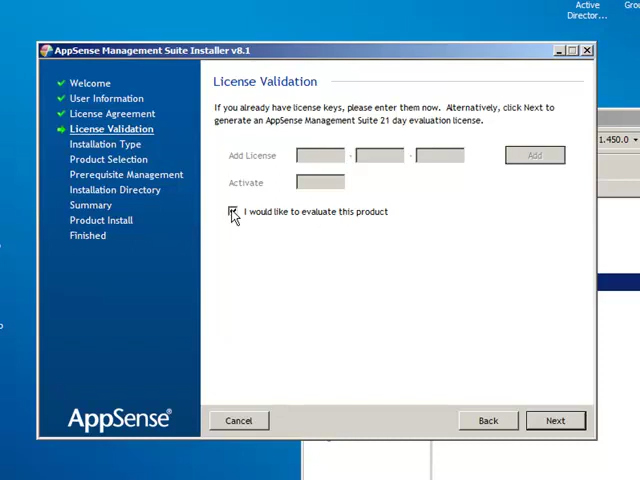 Active
Director...
Grou
AppSense Management Suite Installer v8.1
Welcome
User Information
License Agreement
License Validation
Installation Type
Product Selection
Prerequisite Management
Installation Directory
Summary
Product Install
Finished
AppSense®
License Validation
If you already have license keys, please enter them now. Alternatively, click Next to
generate an AppSense Management Suite 21 day evaluation license.
Add License
-
-
Add
Activate
I would like to evaluate this product
Cancel
Back
Next
1.450.0